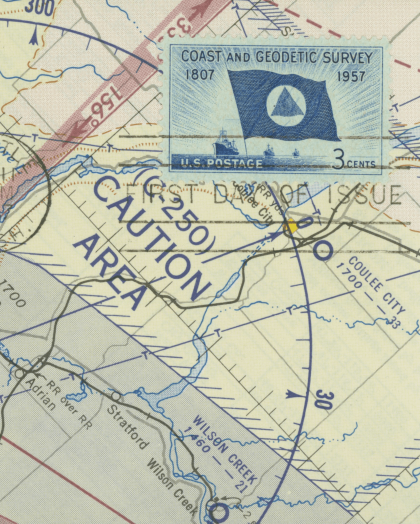 300
336°
156°
COAST AND GEODETIC SURVEY
1807 1957
U.S. POSTAGE 3 CENTS
FIRST DAY OF ISSUE
(C-250)
CAUTION
AREA
COULEE CITY
1700 — — 33
1700
30
Adrian
RR over RR
Stratford
WILSON CREEK
1460 — — 21
Wilson Creek